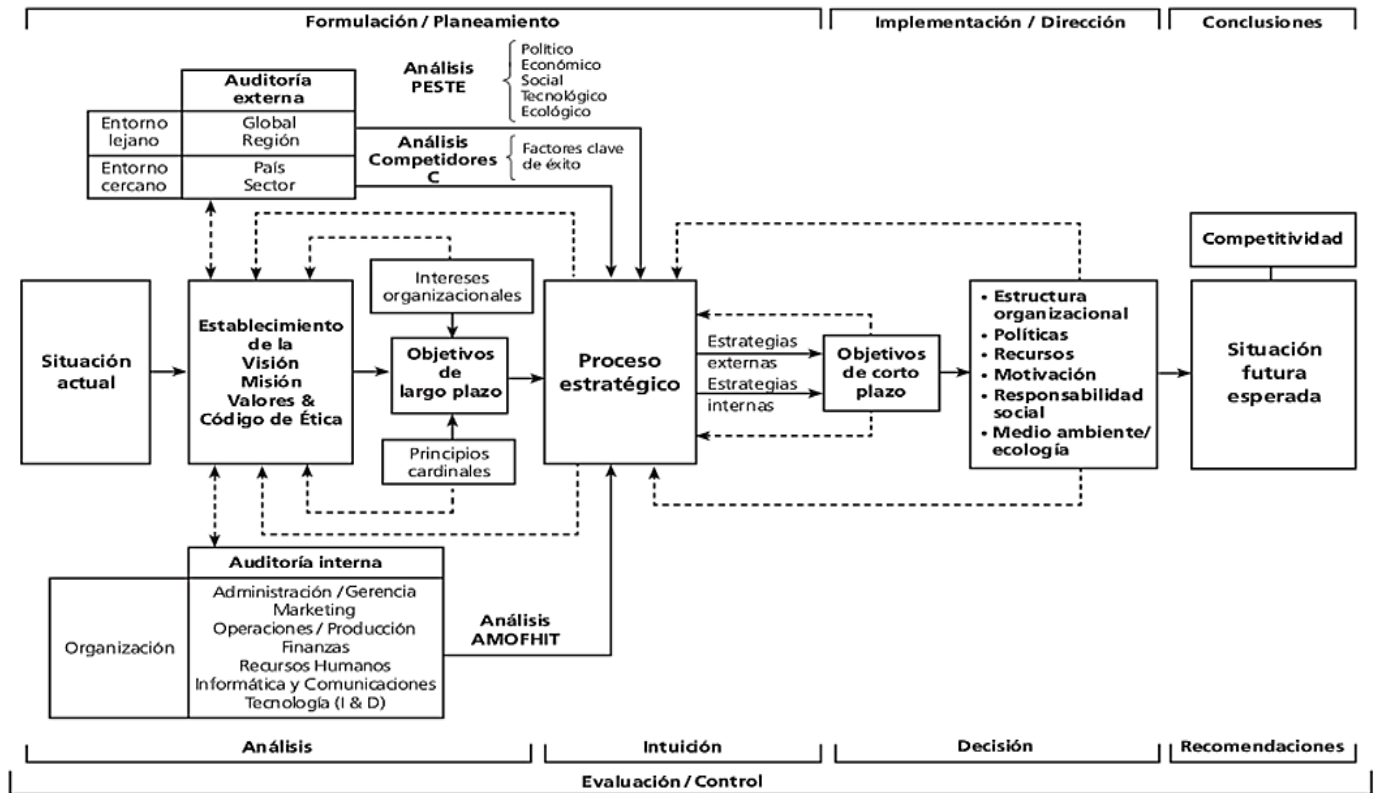 Formulación / Planeamiento
Implementación / Dirección
Conclusiones
Auditoría
externa
Entorno
lejano
Global
Región
Entorno
cercano
País
Sector
Análisis
PESTE
Político
Económico
Social
Tecnológico
Ecológico
Análisis
Competidores
C
Factores clave
de éxito
Situación
actual
Establecimiento
de la
Visión
Misión
Valores &
Código de Ética
Intereses
organizacionales
Objetivos
de
largo plazo
Principios
cardinales
Proceso
estratégico
Estrategias
externas
Estrategias
internas
Objetivos
de corto
plazo
• Estructura
organizacional
• Políticas
• Recursos
• Motivación
• Responsabilidad
social
• Medio ambiente/
ecología
Competitividad
Situación
futura
esperada
Auditoría interna
Organización
Administración / Gerencia
Marketing
Operaciones / Producción
Finanzas
Recursos Humanos
Informática y Comunicaciones
Tecnología (I & D)
Análisis
AMOFHIT
Análisis
Intuición
Decisión
Recomendaciones
Evaluación / Control